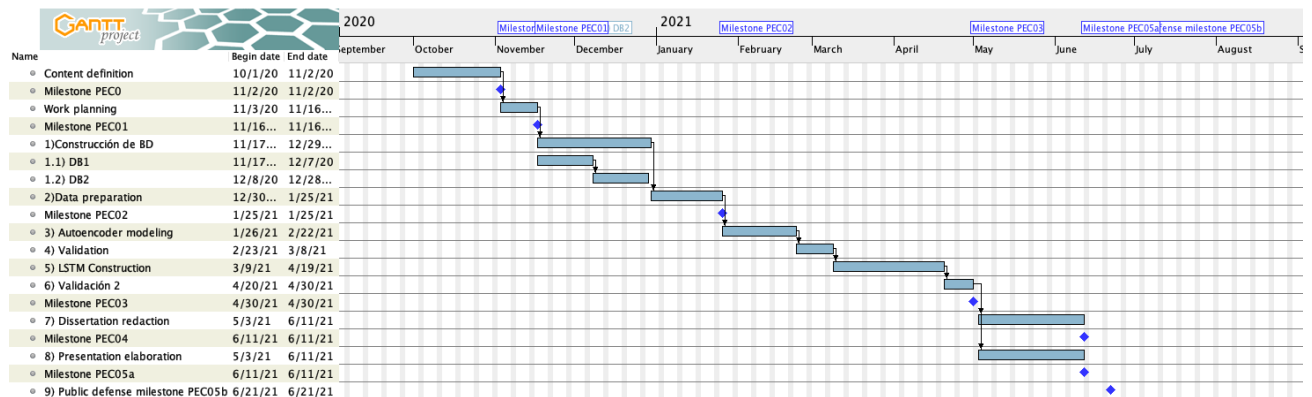 GANTT
project
2020
2021
Milestone PEC01
DB2
Milestone PEC02
Milestone PEC03
Milestone PEC05a
fense milestone PEC05b
September
October
November
December
January
February
March
April
May
June
July
August
S
Name
Begin date
End date
Content definition 10/1/20 11/2/20
Milestone PEC0 11/2/20 11/2/20
Work planning 11/3/20 11/16...
Milestone PEC01 11/16... 11/16...
1)Construcción de BD 11/17... 12/29...
1.1) DB1 11/17... 12/7/20
1.2) DB2 12/8/20 12/28...
2)Data preparation 12/30... 1/25/21
Milestone PEC02 1/25/21 1/25/21
3) Autoencoder modeling 1/26/21 2/22/21
4) Validation 2/23/21 3/8/21
5) LSTM Construction 3/9/21 4/19/21
6) Validación 2 4/20/21 4/30/21
Milestone PEC03 4/30/21 4/30/21
7) Dissertation redaction 5/3/21 6/11/21
Milestone PEC04 6/11/21 6/11/21
8) Presentation elaboration 5/3/21 6/11/21
Milestone PEC05a 6/11/21 6/11/21
9) Public defense milestone PEC05b 6/21/21 6/21/21